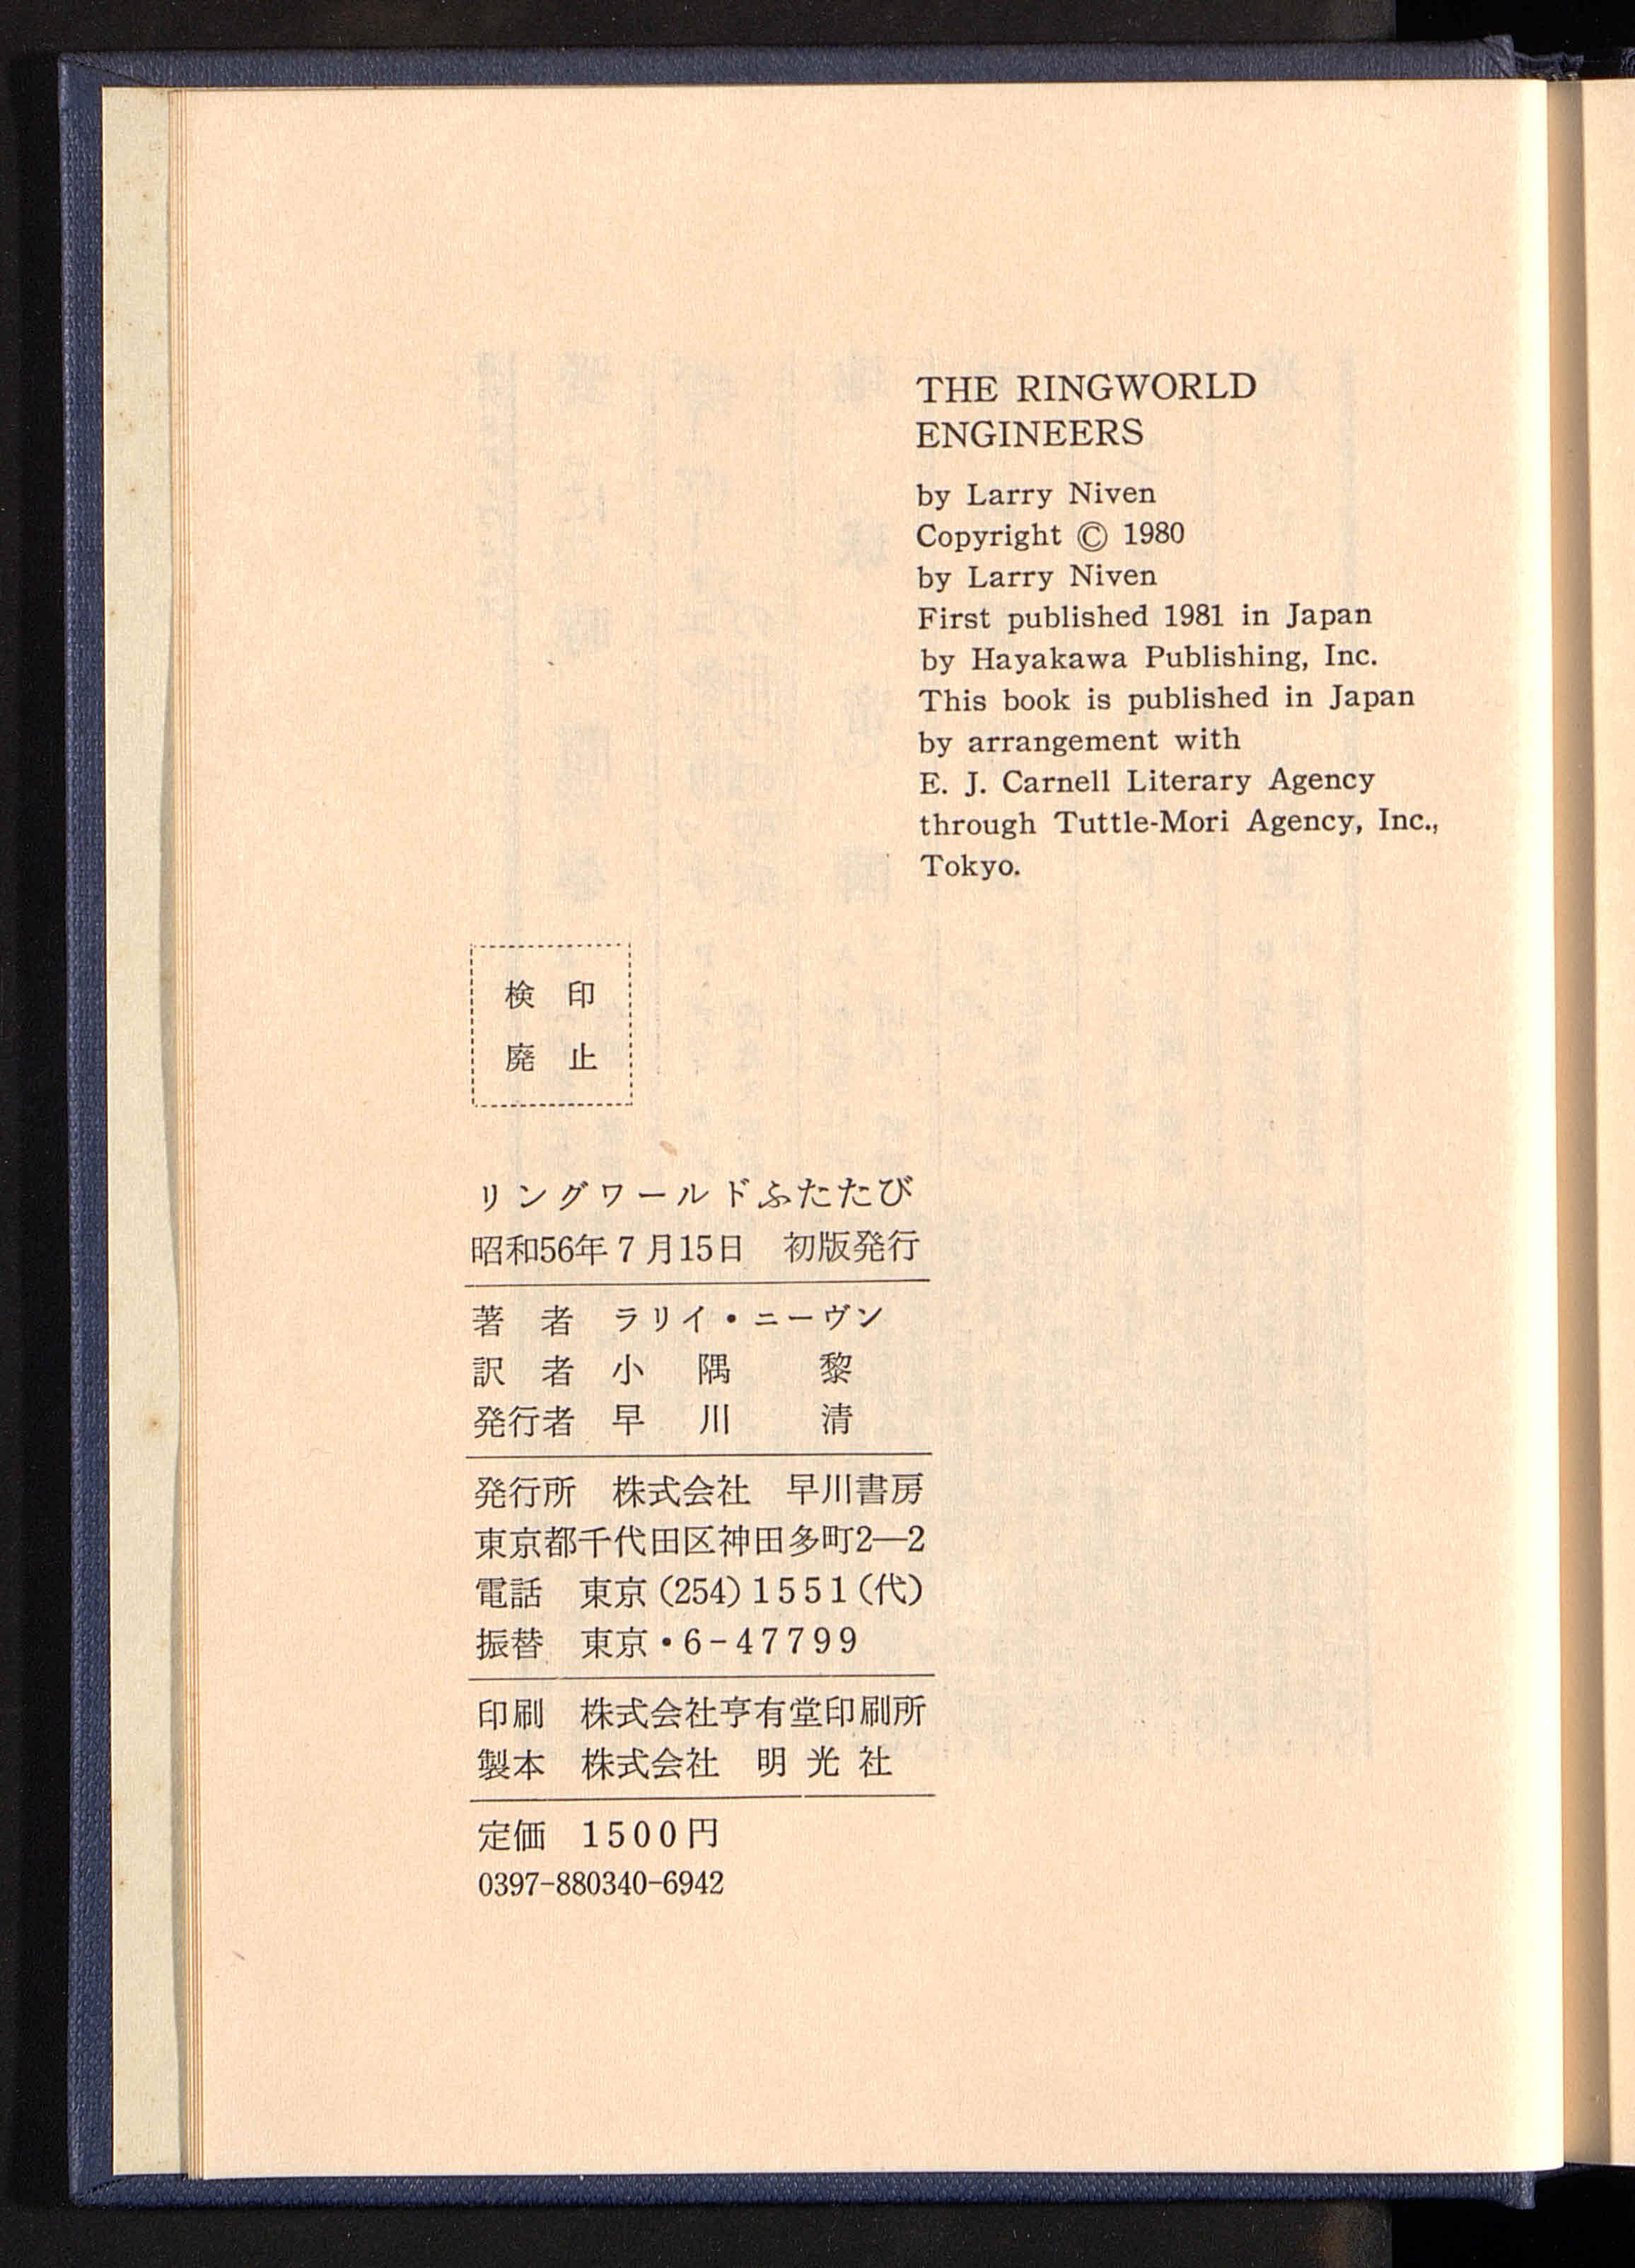 THE RINGWORLD
ENGINEERS
by Larry Niven
Copyright © 1980
by Larry Niven
First published 1981 in Japan
by Hayakawa Publishing, Inc.
This book is published in Japan
by arrangement with
E. J. Carnell Literary Agency
through Tuttle-Mori Agency, Inc.,
Tokyo.
検印
廃止
リングワールドふたたび
昭和56年7月15日　初版発行
著　者　ラリイ・ニーヴン
訳　者　小　隅　　黎
発行者　早　川　　清
発行所　株式会社　早川書房
東京都千代田区神田多町2—2
電話　東京(254)1551(代)
振替　東京・6-47799
印刷　株式会社亨有堂印刷所
製本　株式会社　明光社
定価　1500円
0397-880340-6942